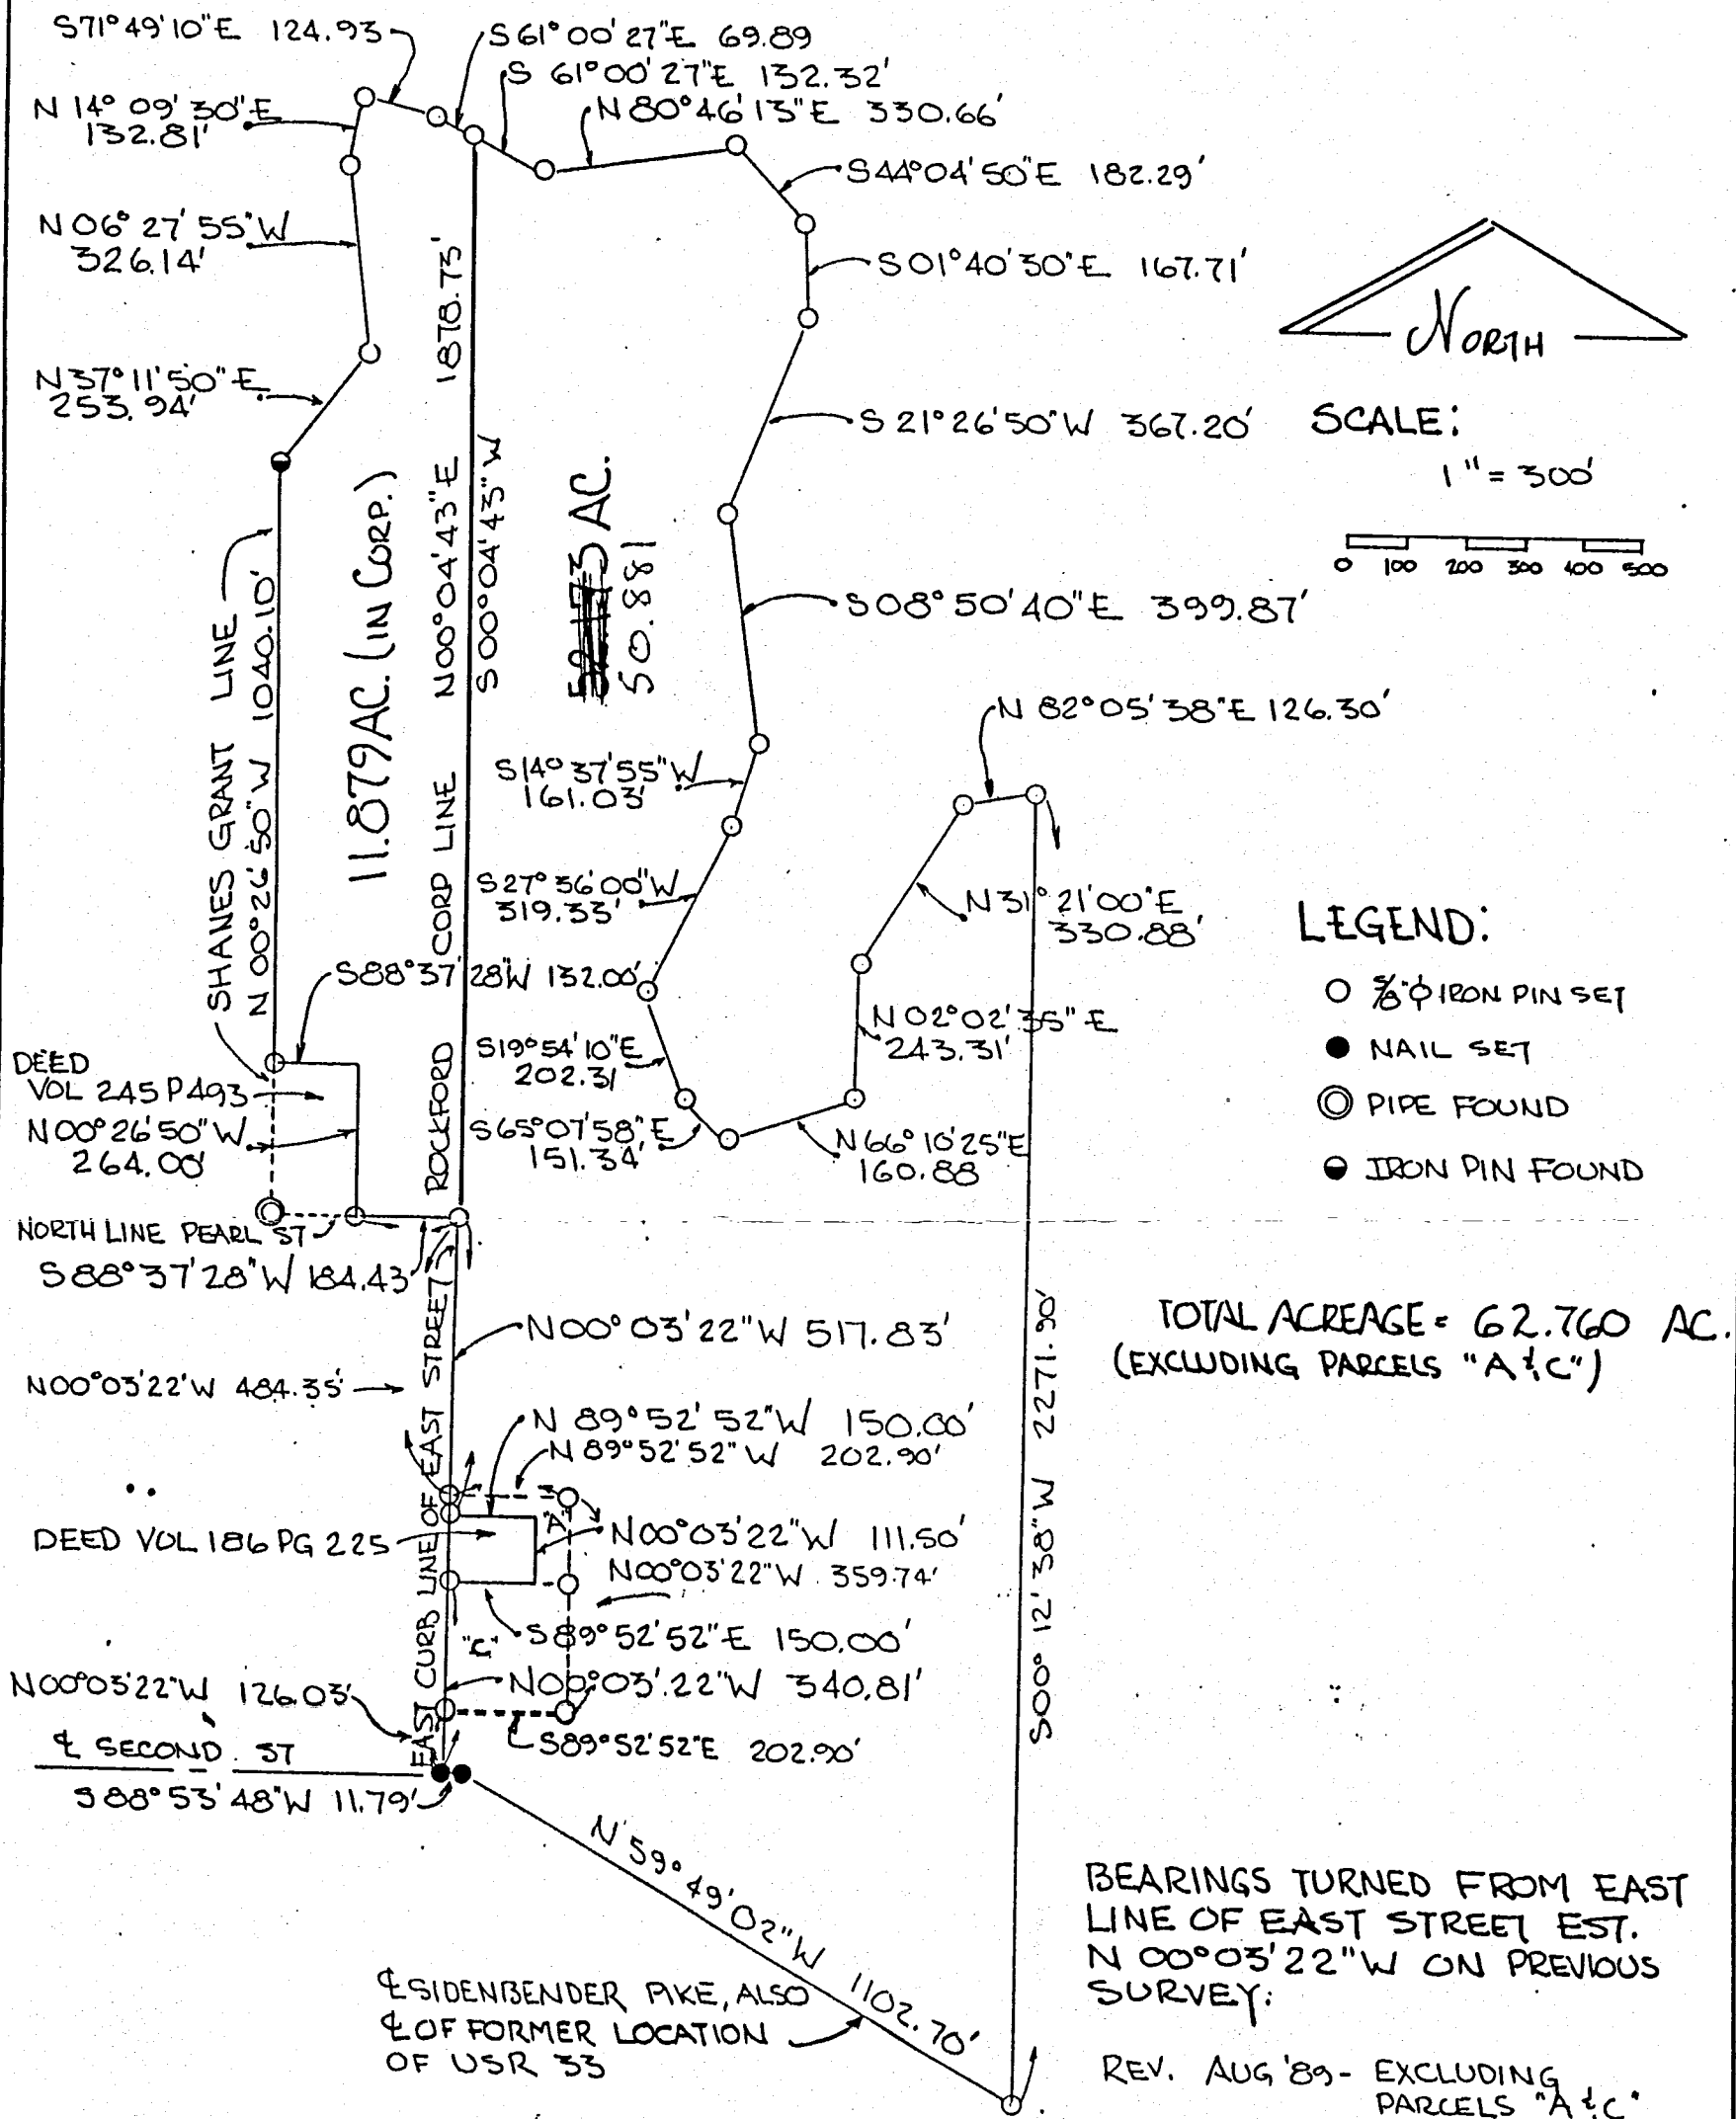 S71°49'10"E 124.93
S61°00'27"E 69.89
S 61°00'27"E 132.32'
N 14°09'30"E
132.81'
N80°46'13"E 330.66'
S44°04'50"E 182.29'
N06°27'55"W
326.14'
S01°40'30"E 167.71'
NORTH
N37°11'50"E
253.94'
S 21°26'50"W 367.20'
SCALE:
1" = 300'
0 100 200 300 400 500
SHANES GRANT LINE
N 00°26'50"W 1040.10'
11.879 AC. (IN CORP.)
ROCKFORD CORP LINE N00°04'43"E 1878.73'
S00°04'43"W
AC.
50.881
S08°50'40"E 399.87'
N 82°05'38"E 126.30'
S14°37'55"W
161.03'
S27°36'00"W
319.33'
N31°21'00"E
330.88'
LEGEND:
5/8"⌀ IRON PIN SET
NAIL SET
PIPE FOUND
IRON PIN FOUND
S88°37'28"W 132.00'
N02°02'35"E
243.31'
S19°54'10"E
202.31
DEED
VOL 245 P493
N00°26'50"W
264.00'
S65°07'58"E
151.34'
N66°10'25"E
160.88
NORTH LINE PEARL ST
S88°37'28"W 184.43'
N00°03'22"W 517.83'
TOTAL ACREAGE = 62.760 AC.
(EXCLUDING PARCELS "A & C")
N00°03'22"W 484.35'
EAST CURB LINE OF EAST STREET
S00°12'38"W 2271.90'
N 89°52'52"W 150.00'
N 89°52'52"W 202.90'
"A"
DEED VOL 186 PG 225
N00°03'22"W 111.50'
N00°03'22"W 359.74'
"C"
S89°52'52"E 150.00'
N00°03'22"W 126.03'
N00°03'22"W 340.81'
S89°52'52"E 202.90'
℄ SECOND ST
S88°53'48"W 11.79'
N 59°49'02"W 1102.70'
℄ SIDENBENDER PIKE, ALSO
℄ OF FORMER LOCATION
OF USR 33
BEARINGS TURNED FROM EAST
LINE OF EAST STREET EST.
N 00°03'22"W ON PREVIOUS
SURVEY.
REV. AUG '89 - EXCLUDING
PARCELS "A & C"